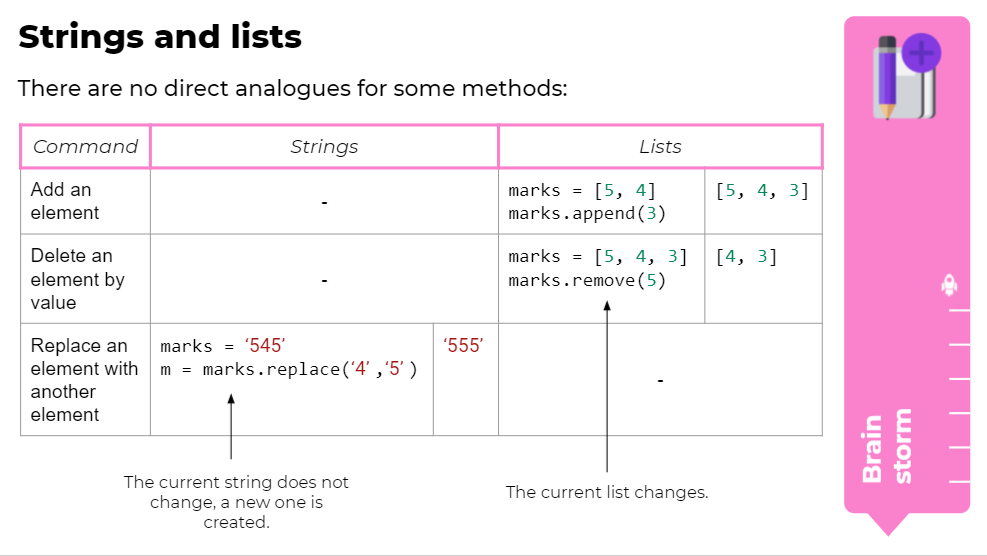 Strings and lists
There are no direct analogues for some methods:
Command
Strings
Lists
Add an
element
-
marks = [5, 4]
marks.append(3)
[5, 4, 3]
Delete an
element by
value
-
marks = [5, 4, 3]
marks.remove(5)
[4, 3]
Replace an
element with
another
element
marks = ‘545’
m = marks.replace(‘4’ ,‘5’ )
‘555’
-
The current string does not
change, a new one is
created.
The current list changes.
Brain
storm